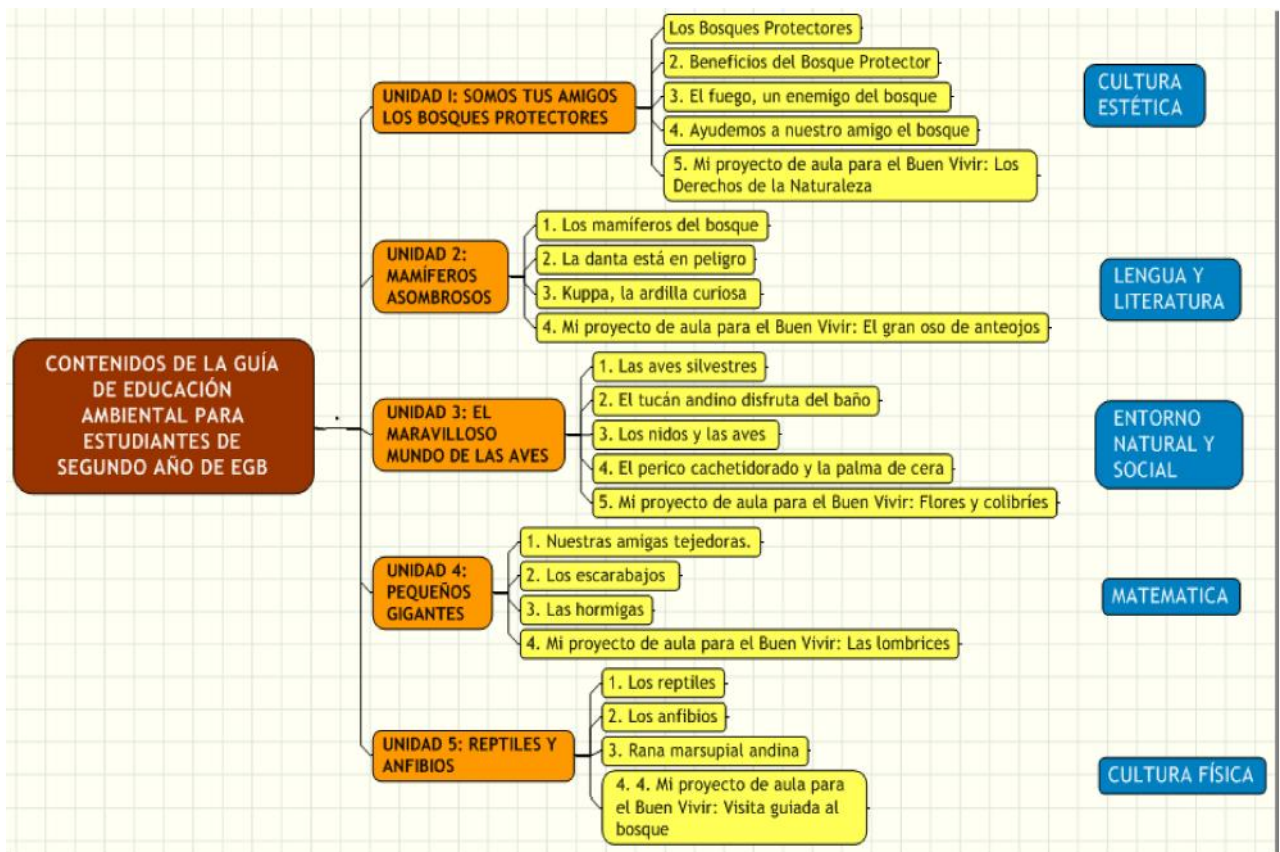 CONTENIDOS DE LA GUÍA
DE EDUCACIÓN
AMBIENTAL PARA
ESTUDIANTES DE
SEGUNDO AÑO DE EGB
UNIDAD I: SOMOS TUS AMIGOS
LOS BOSQUES PROTECTORES
Los Bosques Protectores
2. Beneficios del Bosque Protector
3. El fuego, un enemigo del bosque
4. Ayudemos a nuestro amigo el bosque
5. Mi proyecto de aula para el Buen Vivir: Los
Derechos de la Naturaleza
UNIDAD 2:
MAMÍFEROS
ASOMBROSOS
1. Los mamíferos del bosque
2. La danta está en peligro
3. Kuppa, la ardilla curiosa
4. Mi proyecto de aula para el Buen Vivir: El gran oso de anteojos
UNIDAD 3: EL
MARAVILLOSO
MUNDO DE LAS AVES
1. Las aves silvestres
2. El tucán andino disfruta del baño
3. Los nidos y las aves
4. El perico cachetidorado y la palma de cera
5. Mi proyecto de aula para el Buen Vivir: Flores y colibríes
UNIDAD 4:
PEQUEÑOS
GIGANTES
1. Nuestras amigas tejedoras.
2. Los escarabajos
3. Las hormigas
4. Mi proyecto de aula para el Buen Vivir: Las lombrices
UNIDAD 5: REPTILES Y
ANFIBIOS
1. Los reptiles
2. Los anfibios
3. Rana marsupial andina
4. 4. Mi proyecto de aula para
el Buen Vivir: Visita guiada al
bosque
CULTURA
ESTÉTICA
LENGUA Y
LITERATURA
ENTORNO
NATURAL Y
SOCIAL
MATEMATICA
CULTURA FÍSICA